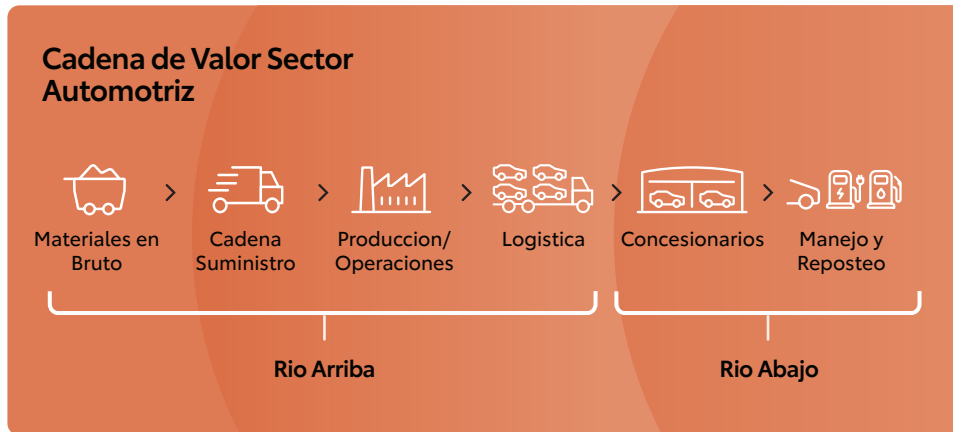 Cadena de Valor Sector
Automotriz
Materiales en
Bruto
Cadena
Suministro
Produccion/
Operaciones
Logistica
Concesionarios
Manejo y
Reposteo
Rio Arriba
Rio Abajo